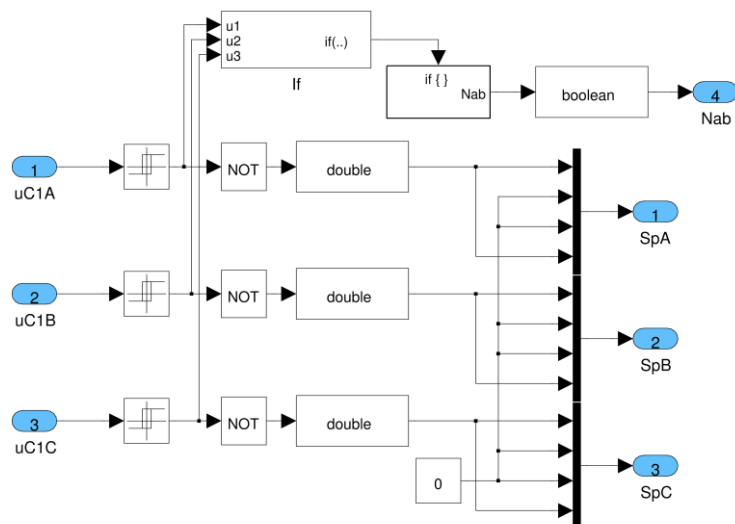 u1
u2
u3
if(..)
If
if { }
Nab
boolean
4
Nab
1
uC1A
NOT
double
1
SpA
2
uC1B
NOT
double
2
SpB
3
uC1C
NOT
double
0
3
SpC